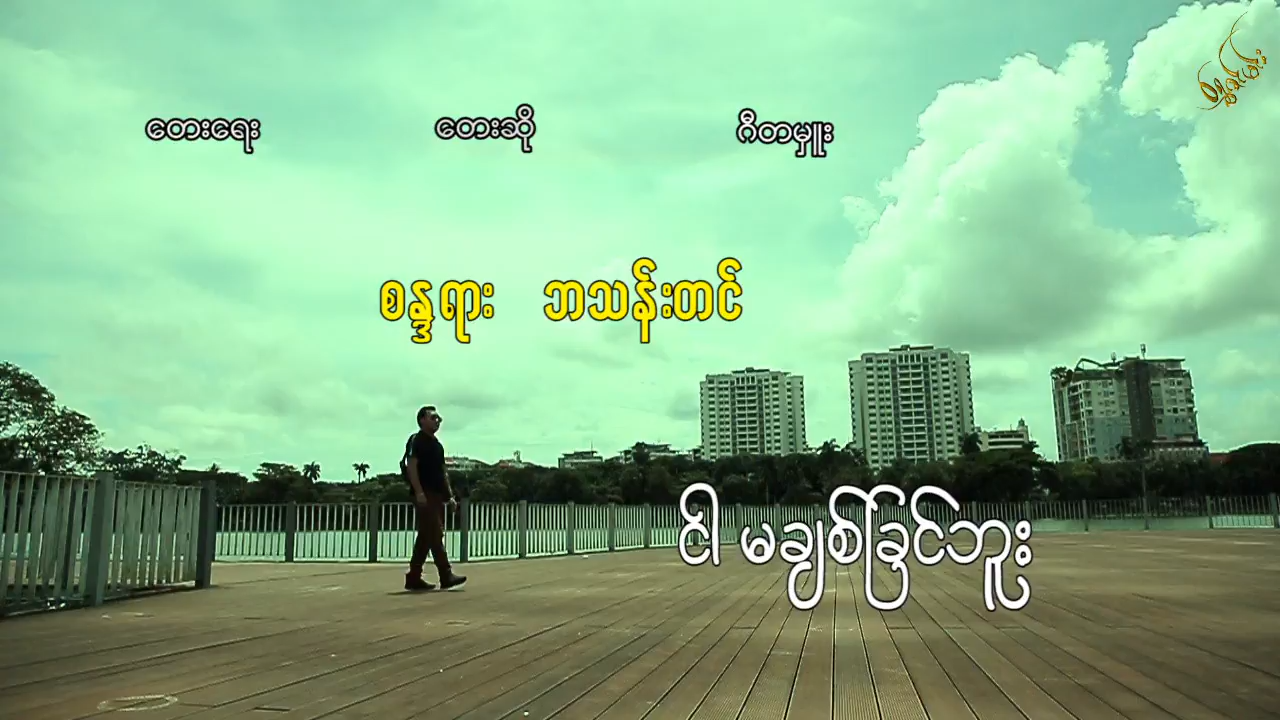 တေးရေး တေးဆို ဂီတမှူး
စန္ဒရား ဘသန်းတင်
ငါ မချစ်ခြင်ဘူး